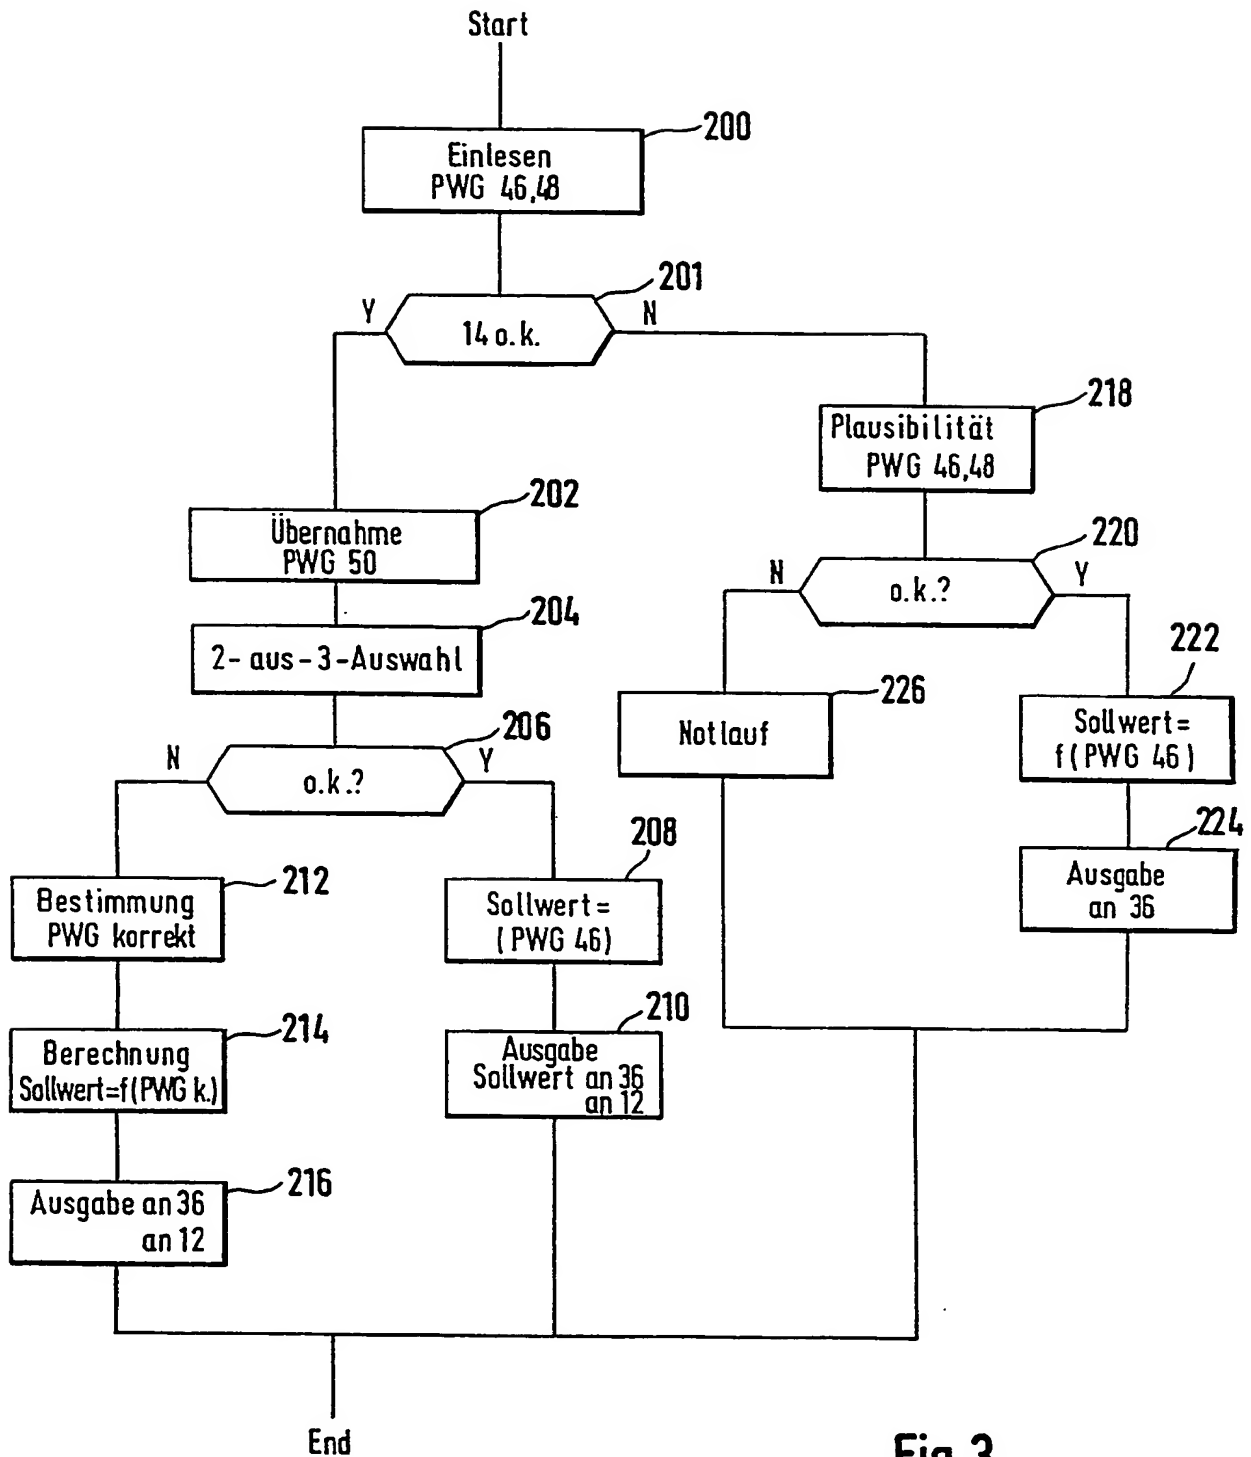 Start
200
Einlesen
PWG 46,48
201
Y
14 o.k.
N
218
Plausibilität
PWG 46,48
202
Übernahme
PWG 50
220
N
o.k.?
Y
204
2-aus-3-Auswahl
222
226
Sollwert=
f(PWG 46)
Notlauf
206
N
o.k.?
Y
224
Ausgabe
an 36
208
212
Bestimmung
PWG korrekt
Sollwert=
(PWG 46)
210
214
Berechnung
Sollwert=f(PWG k.)
Ausgabe
Sollwert an 36
an 12
216
Ausgabe an 36
an 12
End
Fig.3